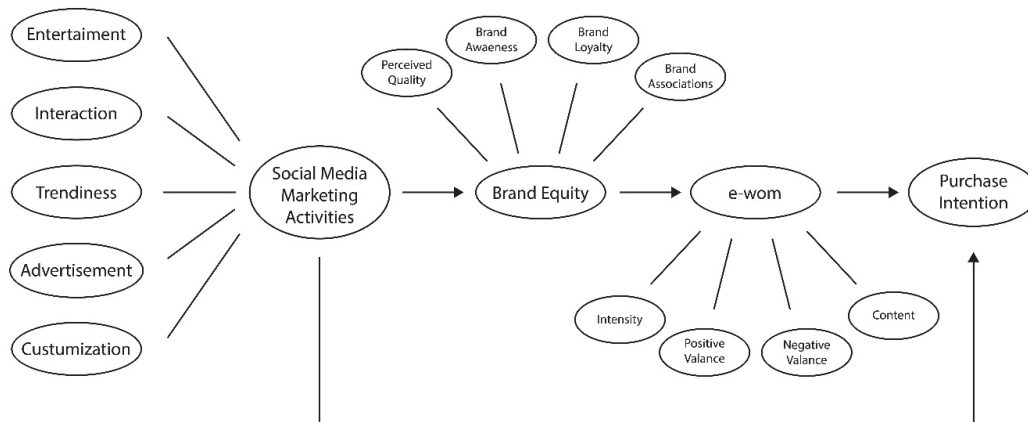 Entertaiment
Interaction
Trendiness
Advertisement
Custumization
Social Media
Marketing
Activities
Perceived
Quality
Brand
Awaeness
Brand
Loyalty
Brand
Associations
Brand Equity
e-wom
Intensity
Positive
Valance
Negative
Valance
Content
Purchase
Intention